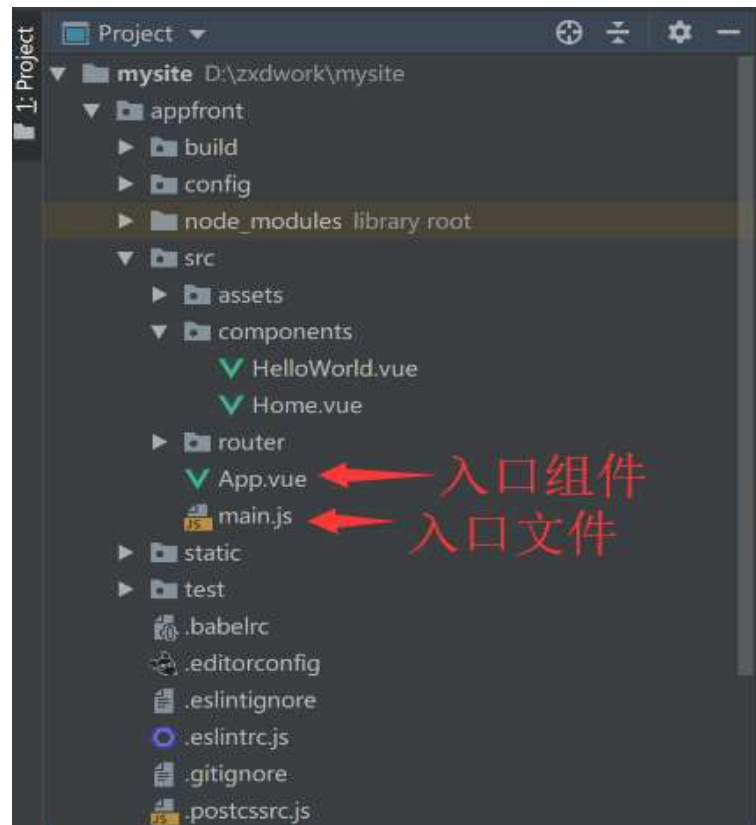 1: Project
Project
mysite D:\zxdwork\mysite
appfront
build
config
node_modules library root
src
assets
components
HelloWorld.vue
Home.vue
router
App.vue 入口组件
main.js 入口文件
static
test
.babelrc
.editorconfig
.eslintignore
.eslintrc.js
.gitignore
.postcssrc.js